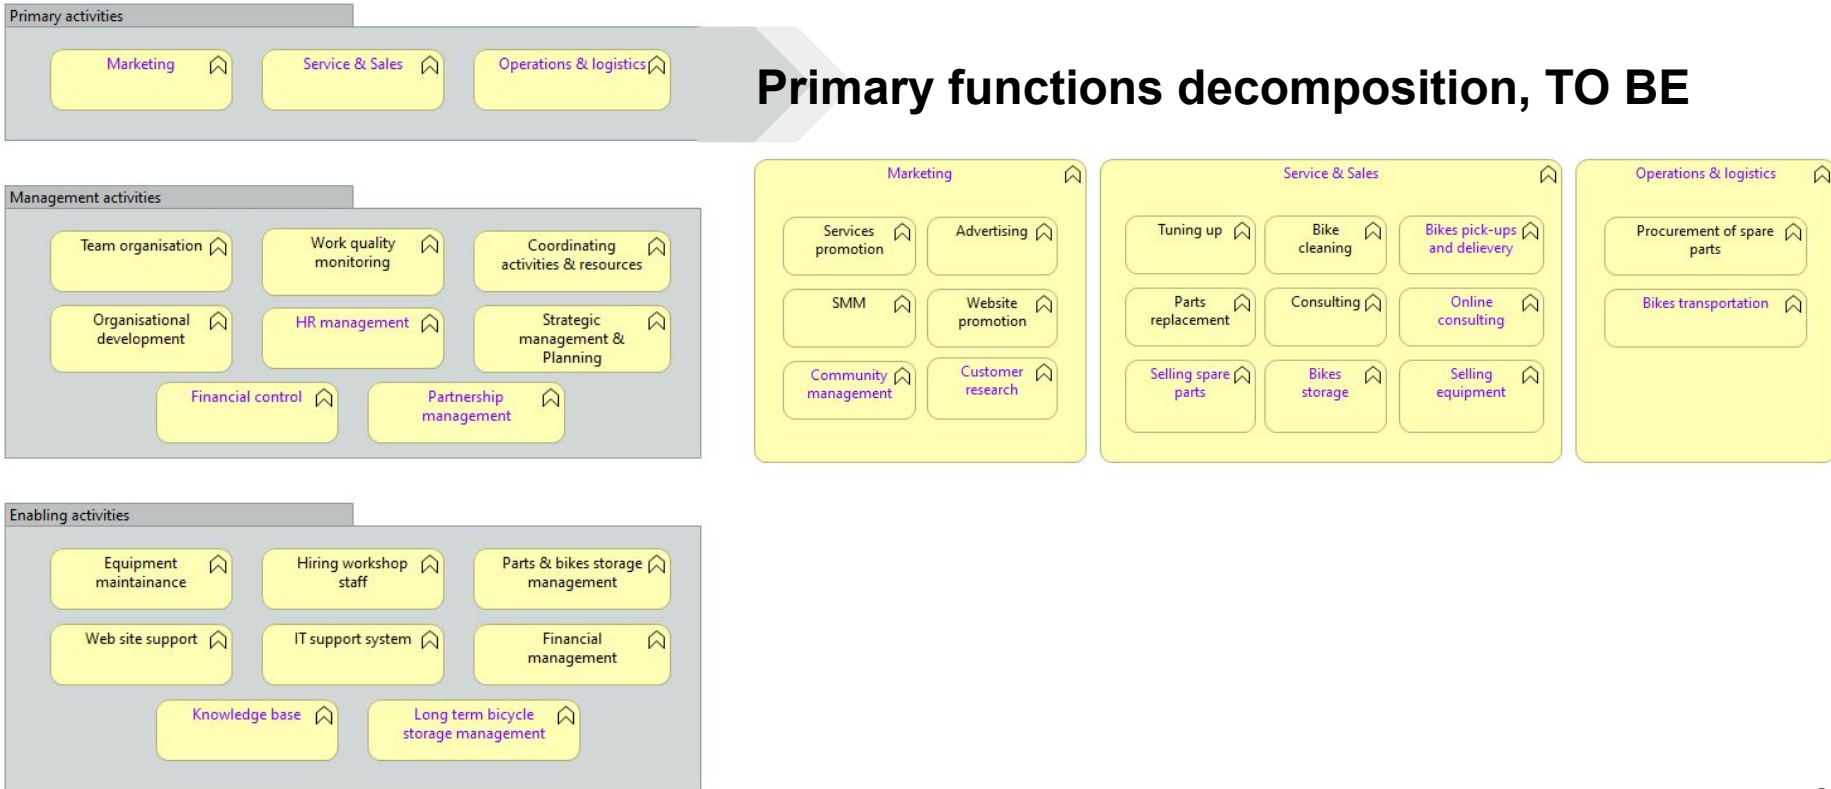 Primary activities
Marketing
Service & Sales
Operations & logistics
Primary functions decomposition, TO BE
Management activities
Team organisation
Work quality
monitoring
Coordinating
activities & resources
Organisational
development
HR management
Strategic
management &
Planning
Financial control
Partnership
management
Enabling activities
Equipment
maintainance
Hiring workshop
staff
Parts & bikes storage
management
Web site support
IT support system
Financial
management
Knowledge base
Long term bicycle
storage management
Marketing
Services
promotion
Advertising
SMM
Website
promotion
Community
management
Customer
research
Service & Sales
Tuning up
Bike
cleaning
Bikes pick-ups
and delievery
Parts
replacement
Consulting
Online
consulting
Selling spare
parts
Bikes
storage
Selling
equipment
Operations & logistics
Procurement of spare
parts
Bikes transportation